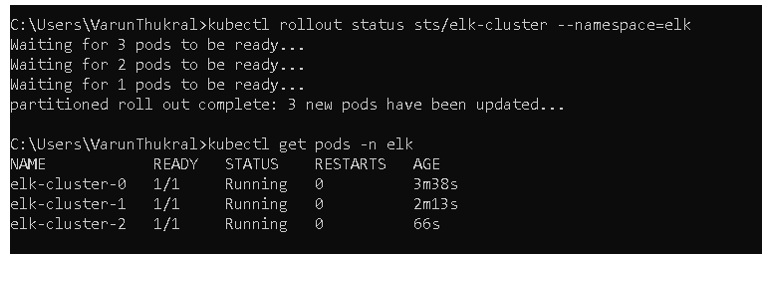 C:\Users\VarunThukral>kubectl rollout status sts/elk-cluster --namespace=elk
Waiting for 3 pods to be ready...
Waiting for 2 pods to be ready...
Waiting for 1 pods to be ready...
partitioned roll out complete: 3 new pods have been updated...
C:\Users\VarunThukral>kubectl get pods -n elk
NAME READY STATUS RESTARTS AGE
elk-cluster-0 1/1 Running 0 3m38s
elk-cluster-1 1/1 Running 0 2m13s
elk-cluster-2 1/1 Running 0 66s